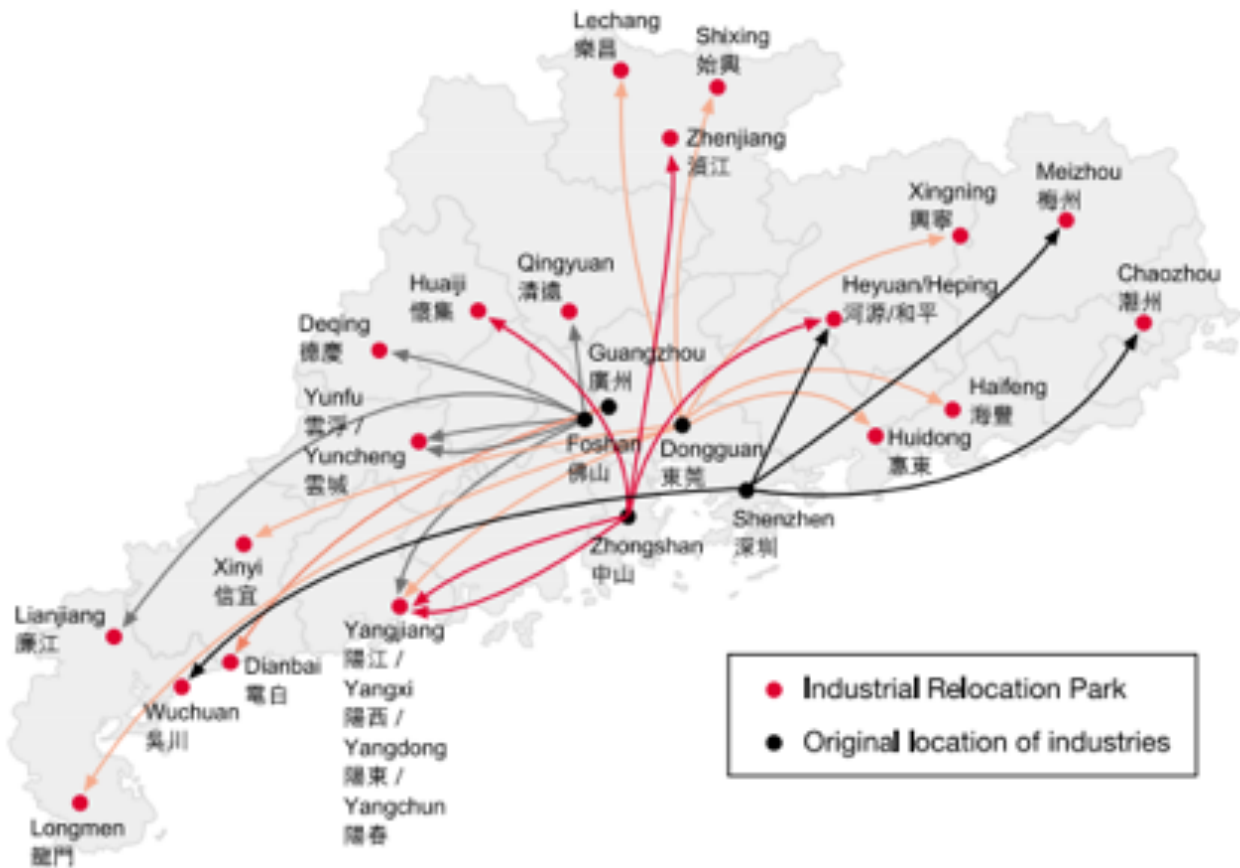 Lechang
樂昌
Shixing
始興
Zhenjiang
湞江
Meizhou
梅州
Xingning
興寧
Chaozhou
潮州
Qingyuan
清遠
Huaiji
懷集
Heyuan/Heping
河源/和平
Deqing
德慶
Guangzhou
廣州
Yunfu
雲浮 /
Yuncheng
雲城
Haifeng
海豐
Foshan
佛山
Dongguan
東莞
Huidong
惠東
Shenzhen
深圳
Zhongshan
中山
Xinyi
信宜
Lianjiang
廉江
Dianbai
電白
Wuchuan
吳川
Yangjiang
陽江 /
Yangxi
陽西 /
Yangdong
陽東 /
Yangchun
陽春
Longmen
龍門
Industrial Relocation Park
Original location of industries